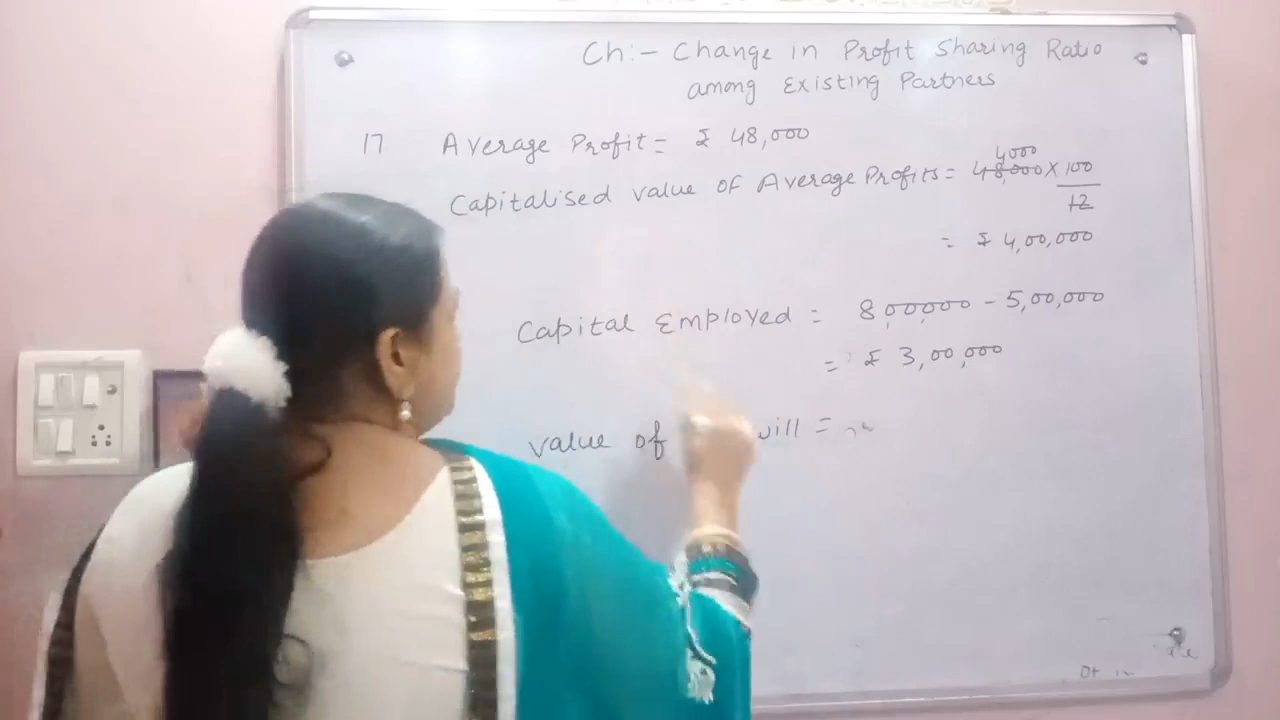 Ch:- Change in Profit Sharing Ratio
among Existing Partners
17 Average Profit = ₹ 48,000
4000
Capitalised value of Average Profits = 48,000 X 100
12
= ₹ 4,00,000
Capital Employed = 8,00,000 - 5,00,000
= ₹ 3,00,000
value of will =